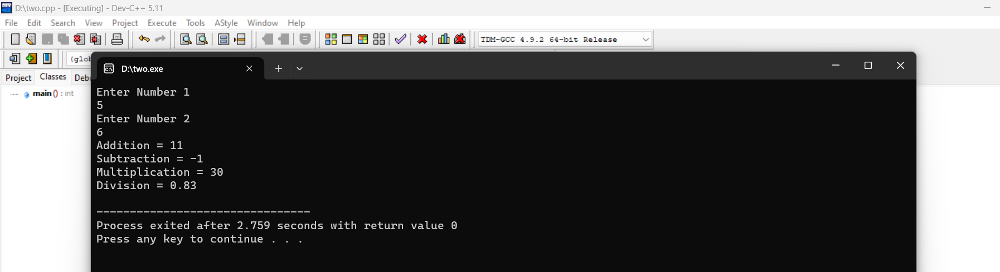 D:\two.cpp - [Executing] - Dev-C++ 5.11
File Edit Search View Project Execute Tools AStyle Window Help
TDM-GCC 4.9.2 64-bit Release
D:\two.exe
Project Classes
main () : int
Enter Number 1
5
Enter Number 2
6
Addition = 11
Subtraction = -1
Multiplication = 30
Division = 0.83
--------------------------------
Process exited after 2.759 seconds with return value 0
Press any key to continue . . .